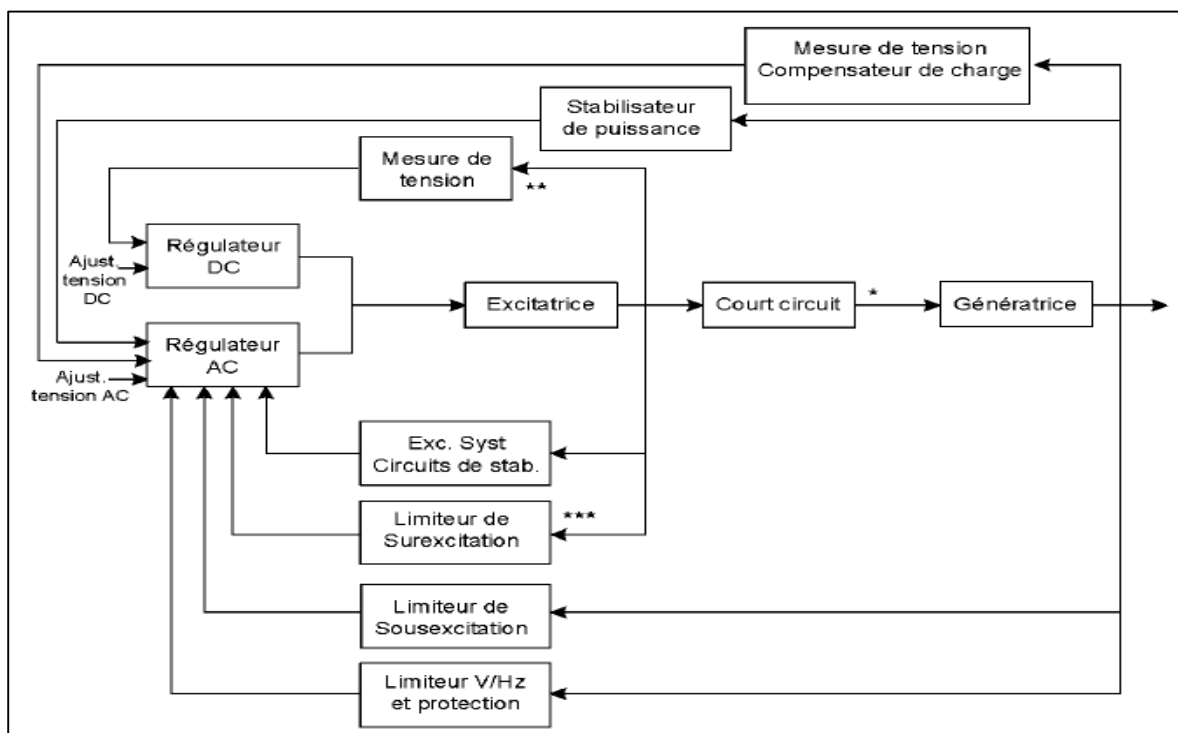 Mesure de tension
Compensateur de charge
Stabilisateur
de puissance
Mesure de
tension
**
Régulateur
DC
Ajust.
tension
DC
Excitatrice
Court circuit
*
Génératrice
Régulateur
AC
Ajust.
tension AC
Exc. Syst
Circuits de stab.
Limiteur de
Surexcitation
***
Limiteur de
Sousexcitation
Limiteur V/Hz
et protection